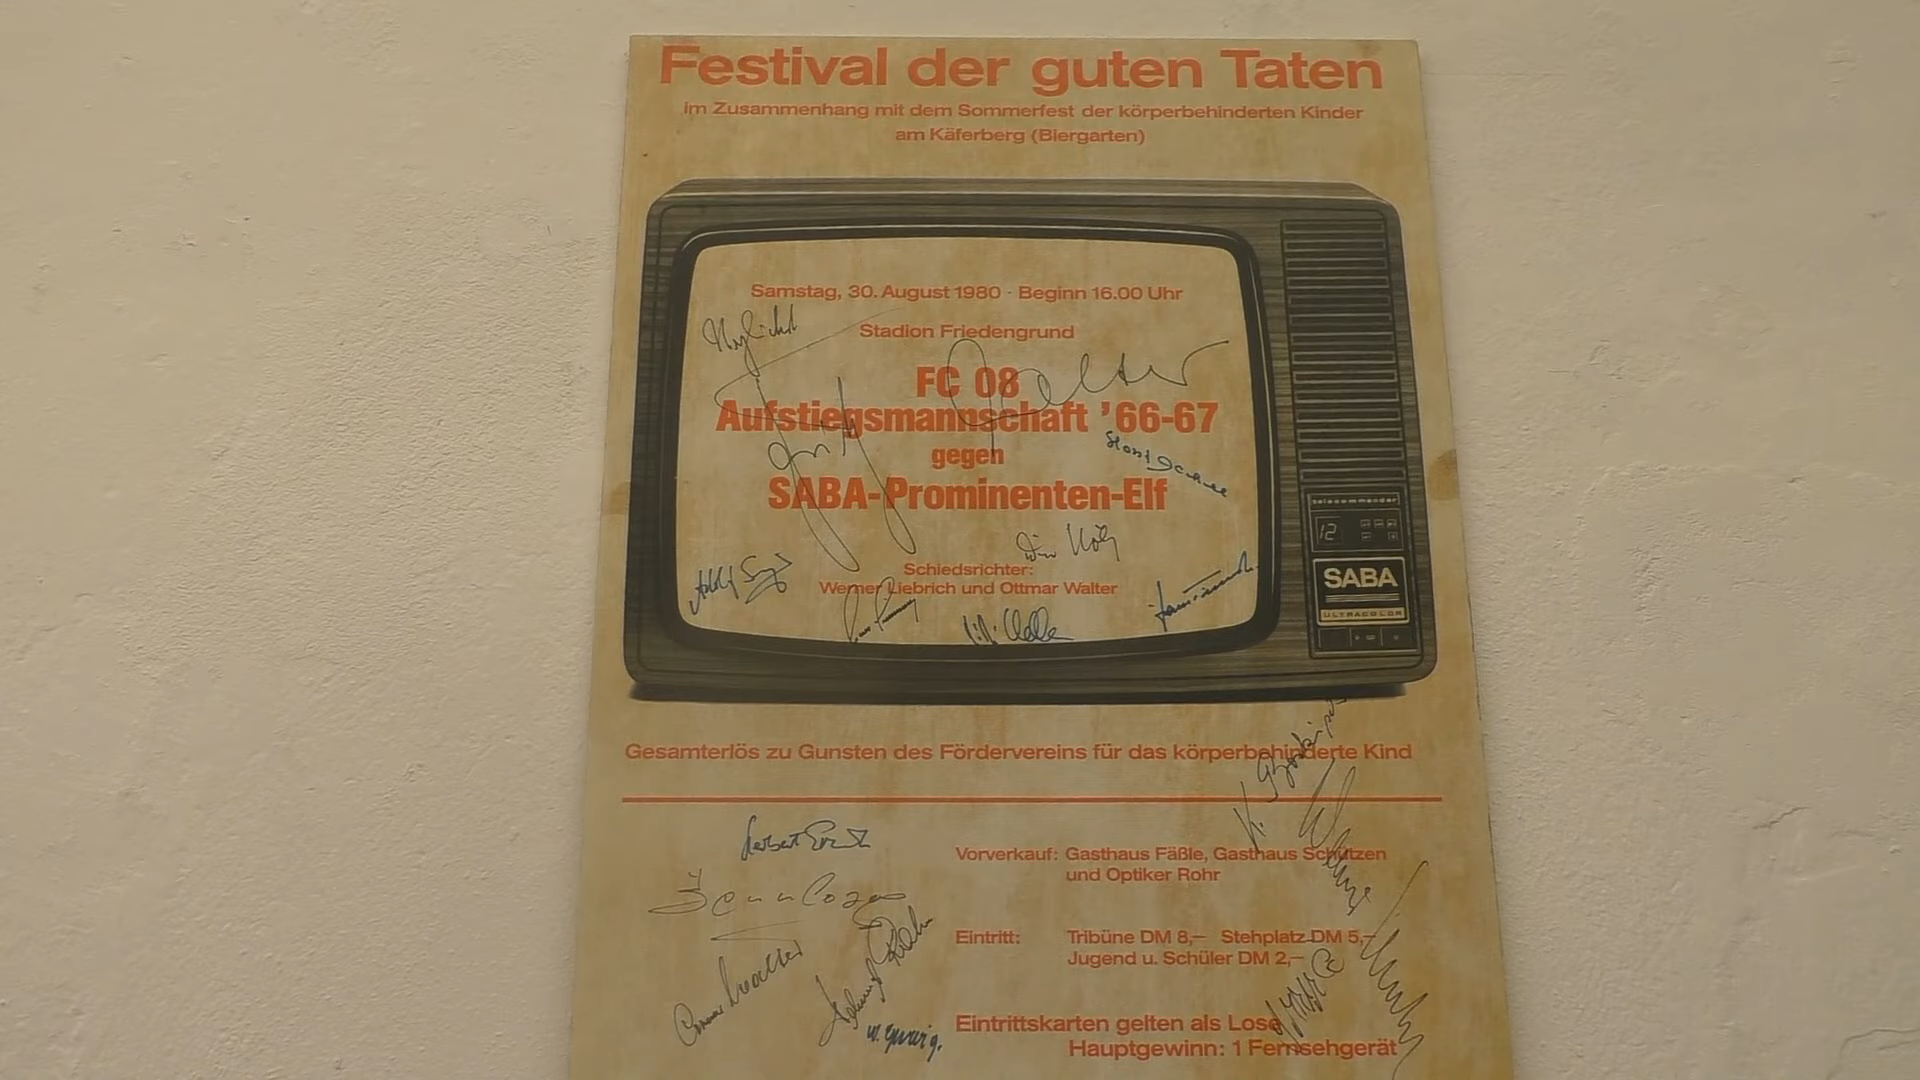 Festival der guten Taten
im Zusammenhang mit dem Sommerfest der körperbehinderten Kinder
am Käferberg (Biergarten)
Samstag, 30. August 1980 · Beginn 16.00 Uhr
Stadion Friedengrund
FC 08
Aufstiegsmannschaft '66-67
gegen
SABA-Prominenten-Elf
Schiedsrichter:
Werner Liebrich und Ottmar Walter
telecommander
12
SABA
ULTRACOLOR
Gesamterlös zu Gunsten des Fördervereins für das körperbehinderte Kind
Vorverkauf: Gasthaus Fäßle, Gasthaus Schützen
und Optiker Rohr
Eintritt: Tribüne DM 8,– Stehplatz DM 5,–
Jugend u. Schüler DM 2,–
Eintrittskarten gelten als Lose
Hauptgewinn: 1 Fernsehgerät